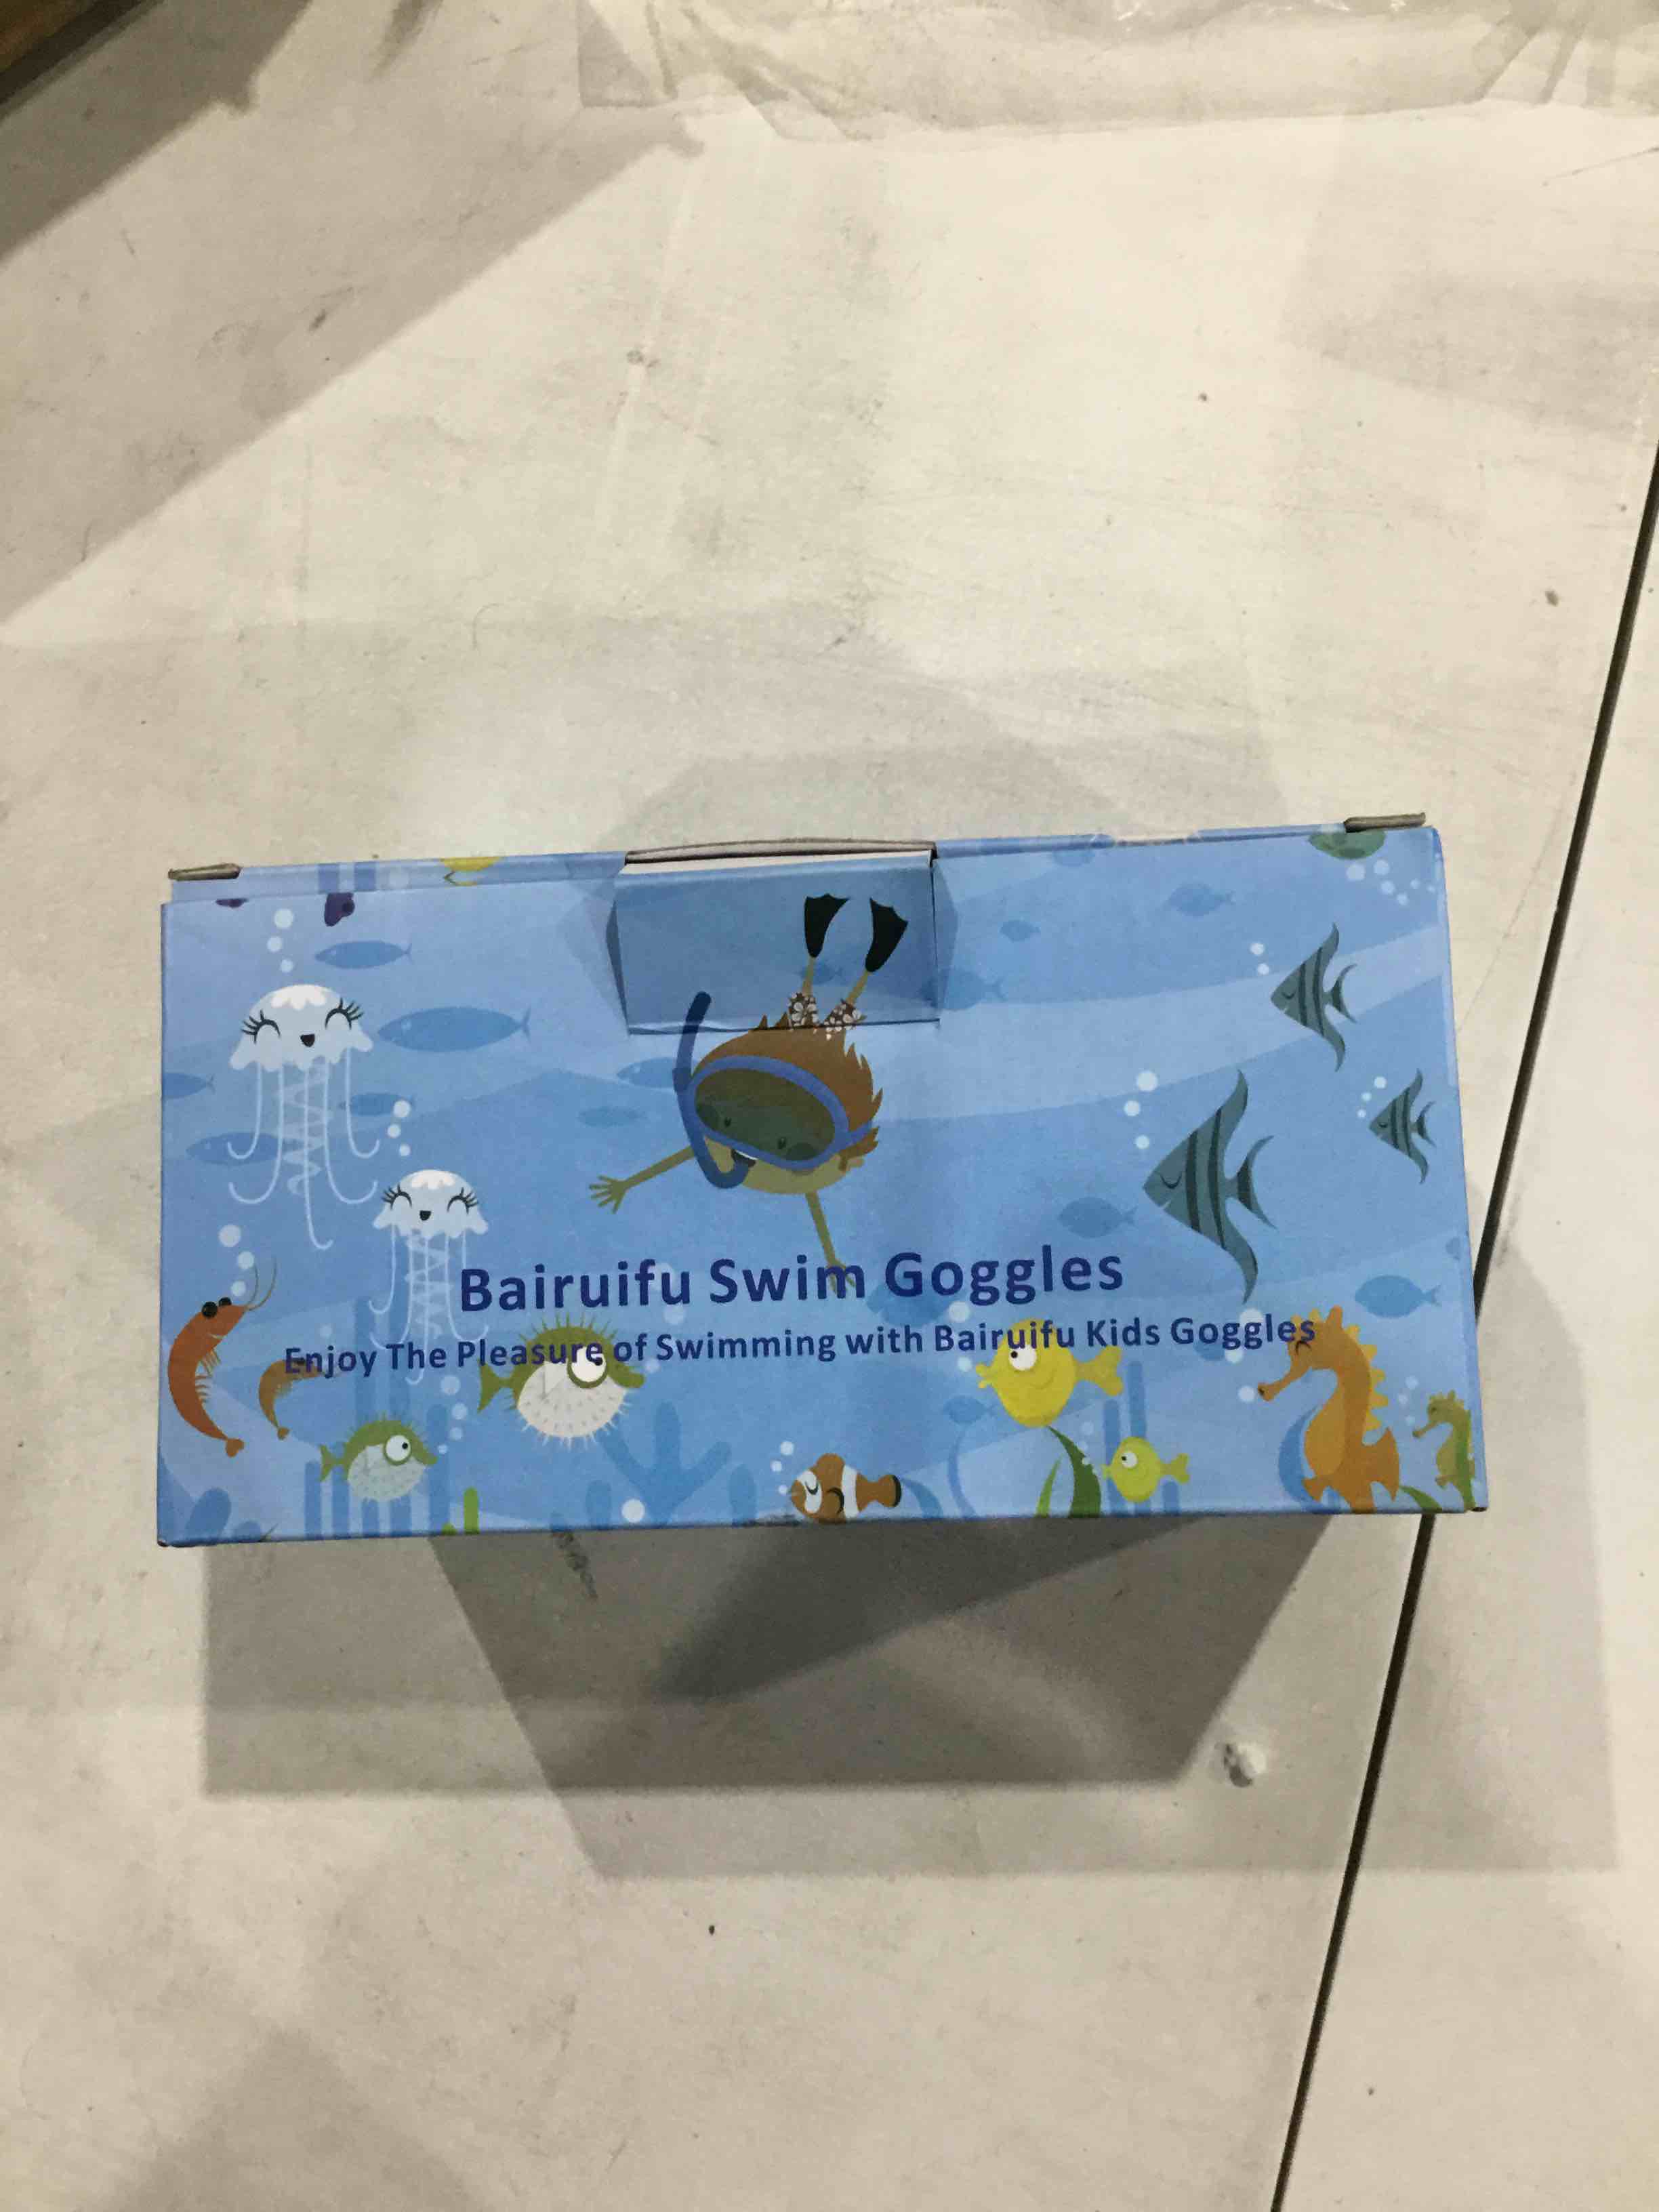 Bairuifu Swim Goggles
Enjoy The Pleasure of Swimming with Bairuifu Kids Goggles